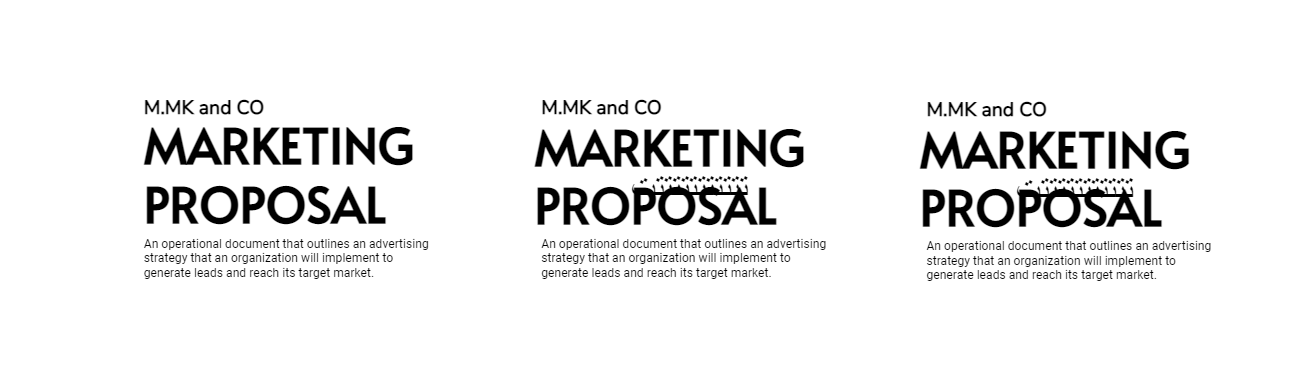 M.MK and CO
MARKETING
PROPOSAL
An operational document that outlines an advertising
strategy that an organization will implement to
generate leads and reach its target market.
M.MK and CO
MARKETING
PROPOSAL
An operational document that outlines an advertising
strategy that an organization will implement to
generate leads and reach its target market.
M.MK and CO
MARKETING
PROPOSAL
An operational document that outlines an advertising
strategy that an organization will implement to
generate leads and reach its target market.